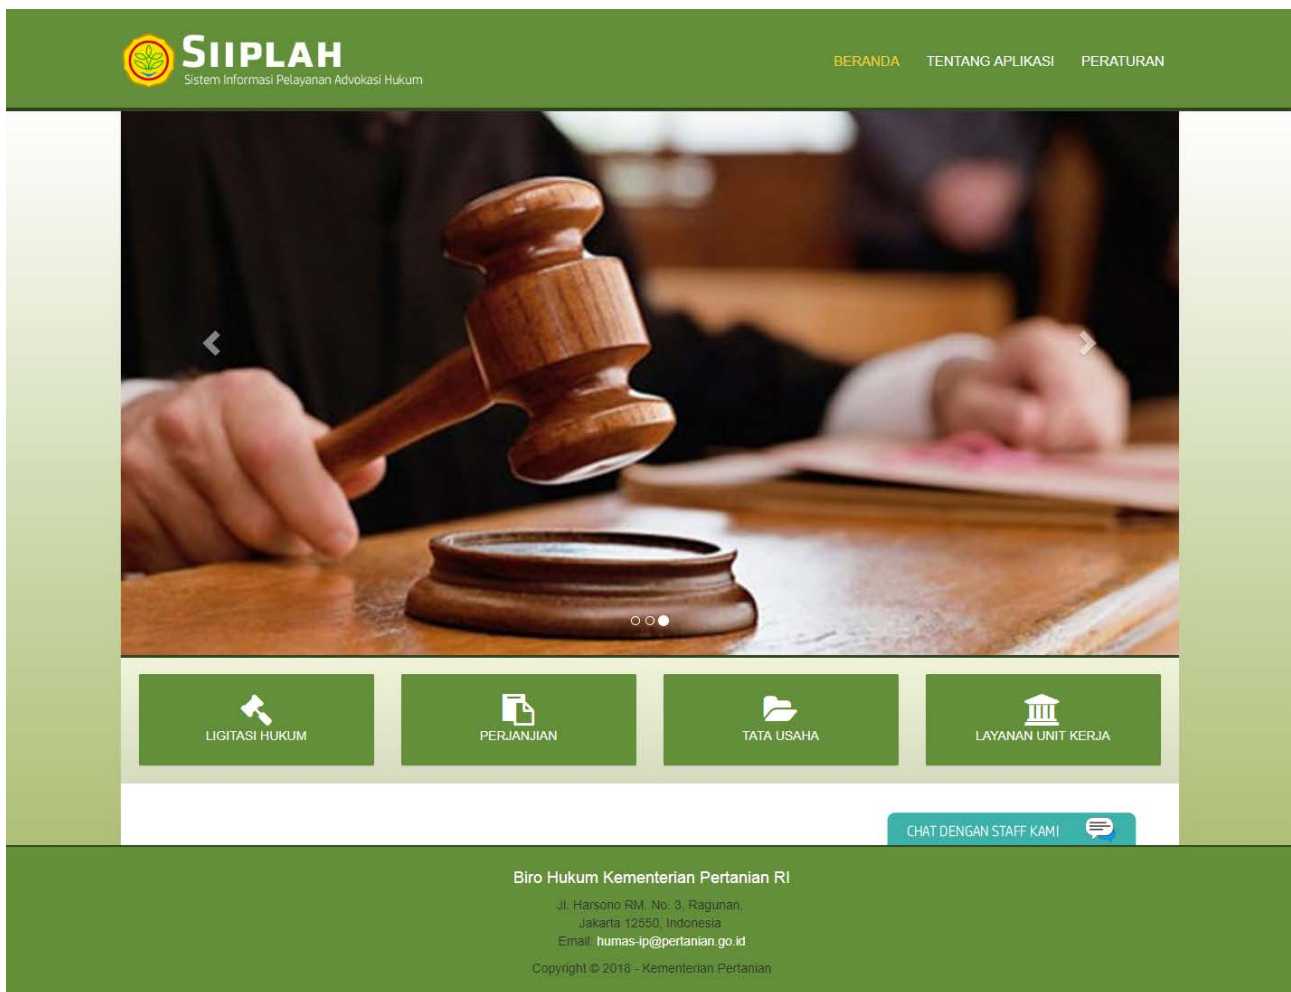 SIIPLAH
Sistem Informasi Pelayanan Advokasi Hukum
BERANDA TENTANG APLIKASI PERATURAN
LIGITASI HUKUM PERJANJIAN TATA USAHA LAYANAN UNIT KERJA
CHAT DENGAN STAFF KAMI
Biro Hukum Kementerian Pertanian RI
Jl. Harsono RM. No. 3, Ragunan,
Jakarta 12550, Indonesia
Email: humas-ip@pertanian.go.id
Copyright © 2018 - Kementerian Pertanian